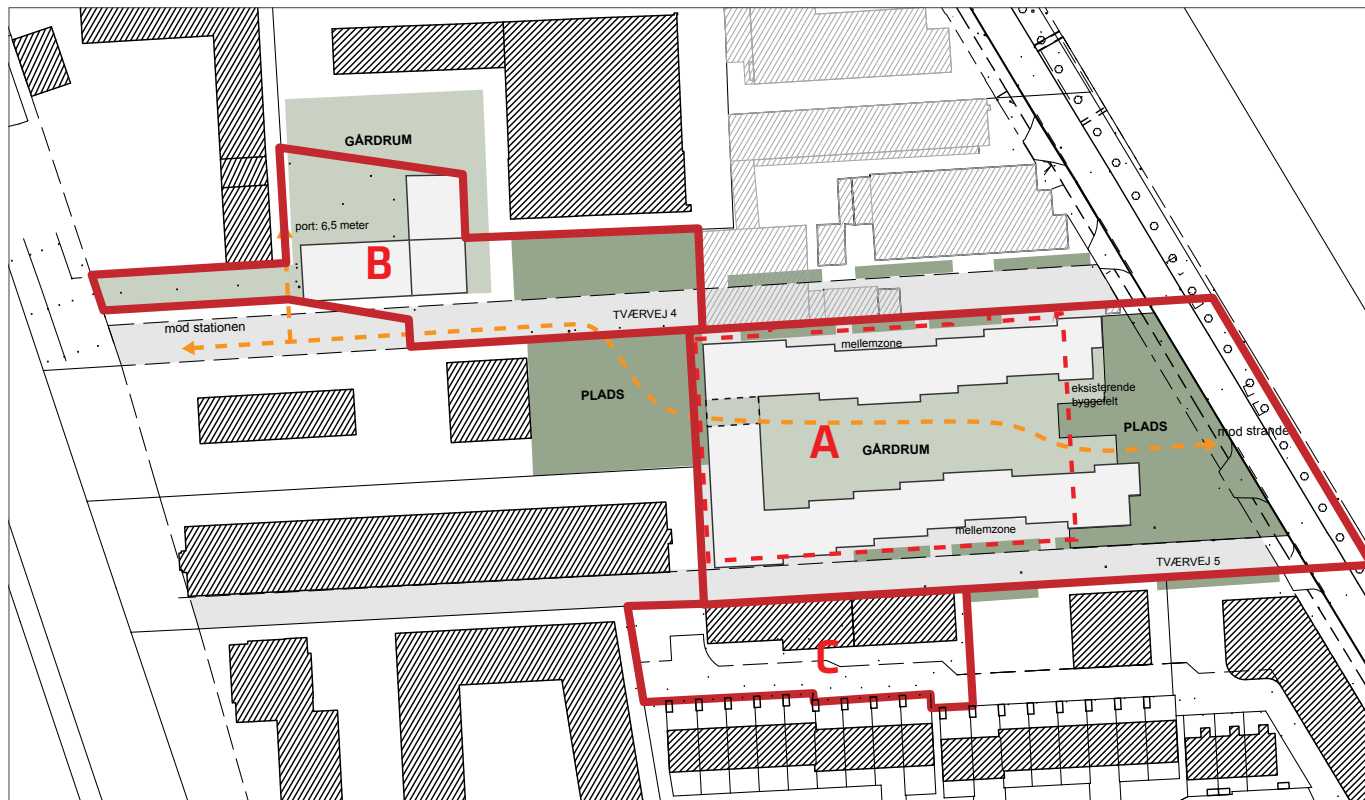 GÅRDRUM
port: 6,5 meter
B
TVÆRVEJ 4
mod stationen
mellemzone
eksisterende
byggefelt
PLADS
PLADS
mod strande
A
GÅRDRUM
mellemzone
TVÆRVEJ 5
C